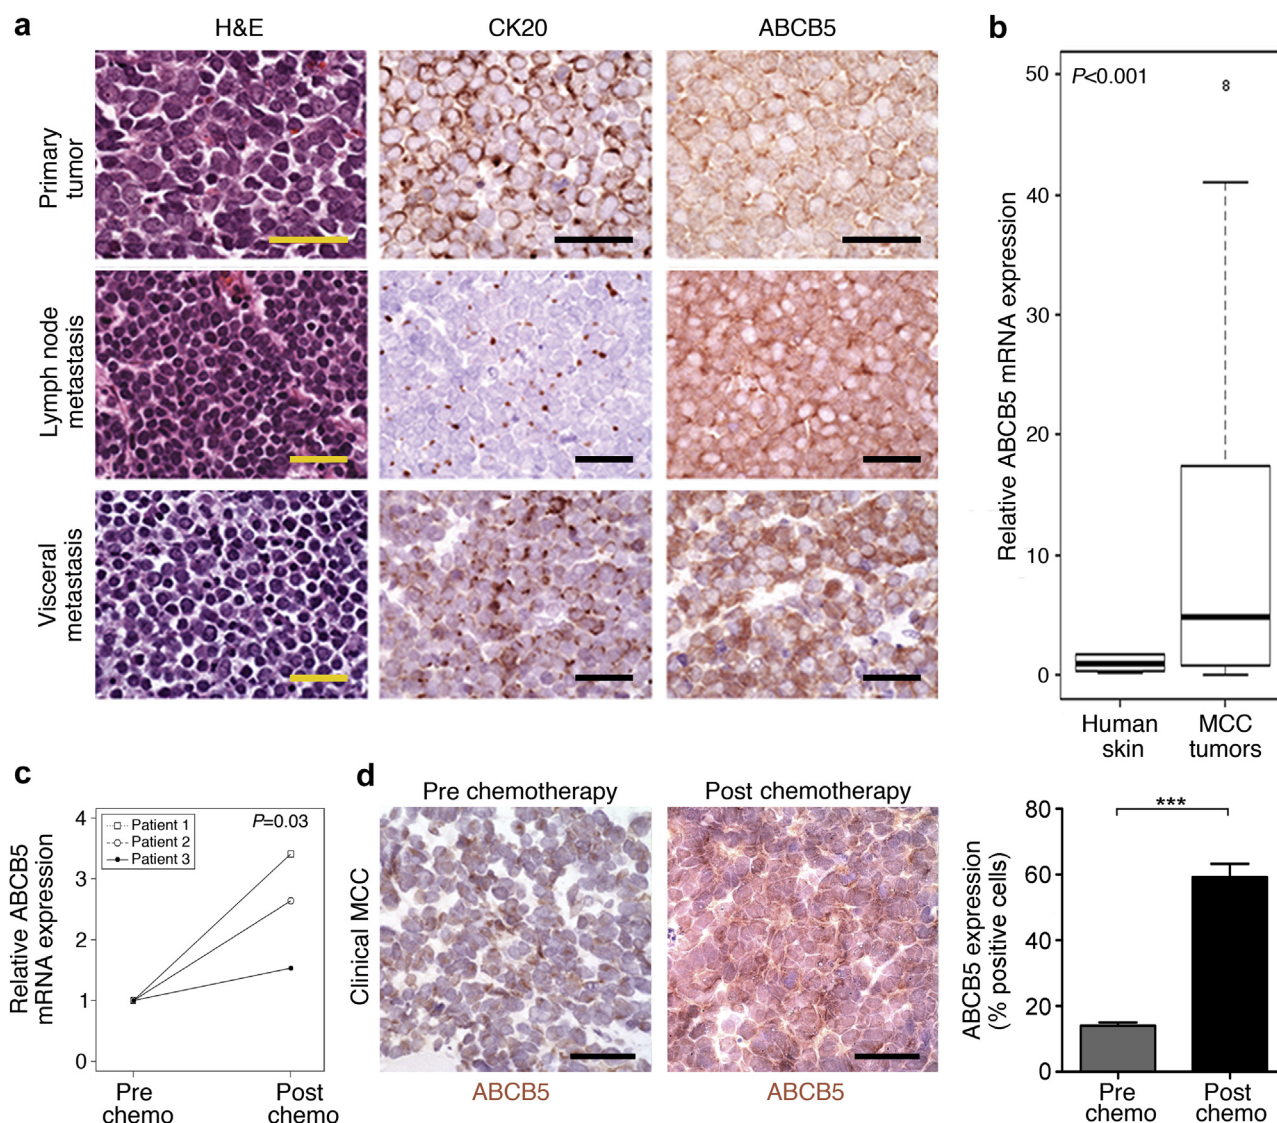 a
H&E
CK20
ABCB5
Primary
tumor
Lymph node
metastasis
Visceral
metastasis
b
P<0.001
Relative ABCB5 mRNA expression
50
40
30
20
10
0
Human
skin
MCC
tumors
c
Relative ABCB5
mRNA expression
4
3
2
1
0
Patient 1
Patient 2
Patient 3
P=0.03
Pre
chemo
Post
chemo
d
Pre chemotherapy
Post chemotherapy
Clinical MCC
ABCB5
ABCB5
ABCB5 expression
(% positive cells)
80
60
40
20
0
***
Pre
chemo
Post
chemo